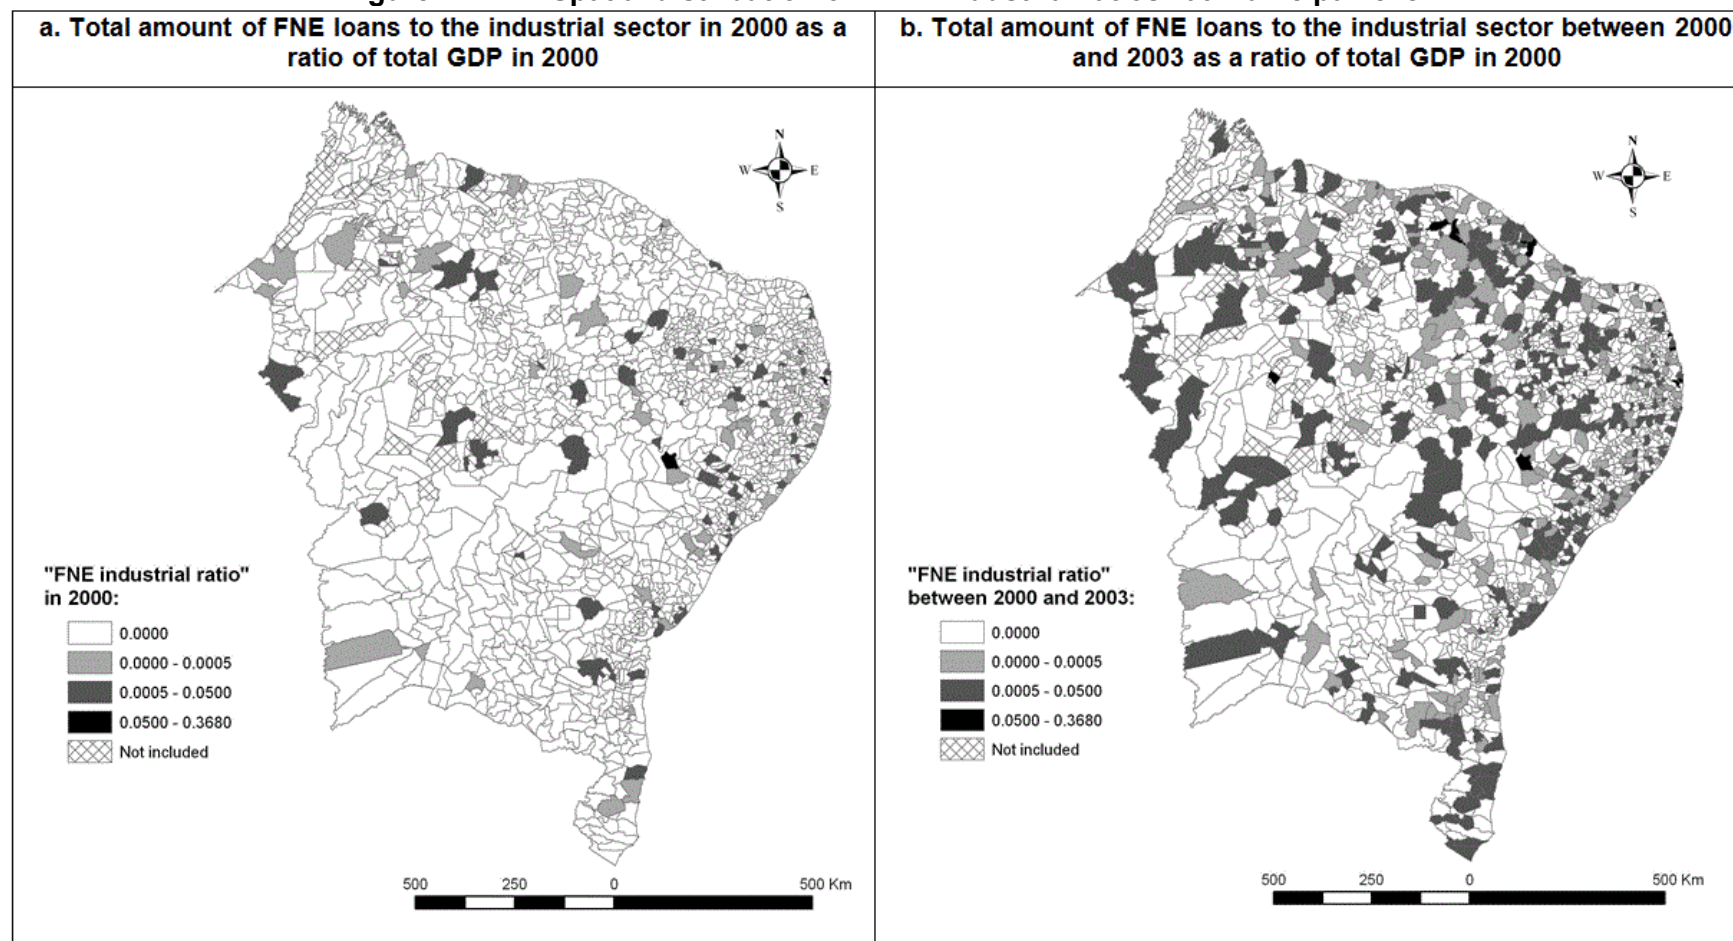 a. Total amount of FNE loans to the industrial sector in 2000 as a
ratio of total GDP in 2000
b. Total amount of FNE loans to the industrial sector between 2000
and 2003 as a ratio of total GDP in 2000
N
W E
S
"FNE industrial ratio"
in 2000:
0.0000
0.0000 - 0.0005
0.0005 - 0.0500
0.0500 - 0.3680
Not included
500 250 0 500 Km
N
W E
S
"FNE industrial ratio"
between 2000 and 2003:
0.0000
0.0000 - 0.0005
0.0005 - 0.0500
0.0500 - 0.3680
Not included
500 250 0 500 Km